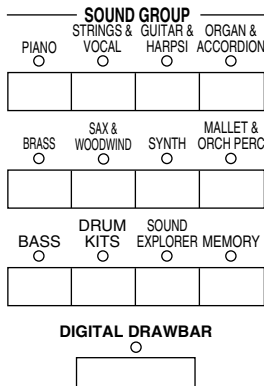 SOUND GROUP
PIANO
STRINGS &
VOCAL
GUITAR &
HARPSI
ORGAN &
ACCORDION
BRASS
SAX &
WOODWIND
SYNTH
MALLET &
ORCH PERC
BASS
DRUM
KITS
SOUND
EXPLORER
MEMORY
DIGITAL DRAWBAR